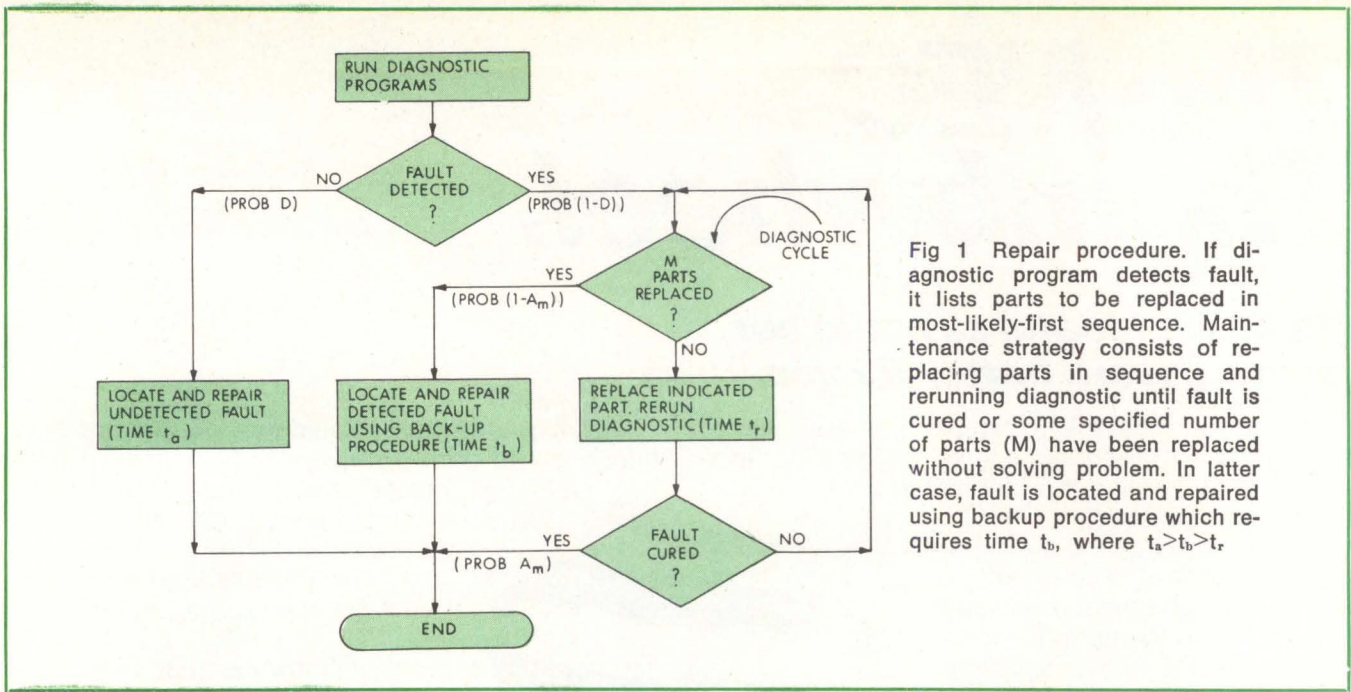 RUN DIAGNOSTIC
PROGRAMS
FAULT
DETECTED
?
NO
(PROB D)
YES
(PROB (1-D))
DIAGNOSTIC
CYCLE
M
PARTS
REPLACED
?
YES
(PROB (1-Am))
NO
LOCATE AND REPAIR
UNDETECTED FAULT
(TIME ta)
LOCATE AND REPAIR
DETECTED FAULT
USING BACK-UP
PROCEDURE (TIME tb)
REPLACE INDICATED
PART. RERUN
DIAGNOSTIC (TIME tr)
FAULT
CURED
?
YES
(PROB Am)
NO
END
Fig 1 Repair procedure. If di-
agnostic program detects fault,
it lists parts to be replaced in
most-likely-first sequence. Main-
tenance strategy consists of re-
placing parts in sequence and
rerunning diagnostic until fault is
cured or some specified number
of parts (M) have been replaced
without solving problem. In latter
case, fault is located and repaired
using backup procedure which re-
quires time tb, where ta>tb>tr